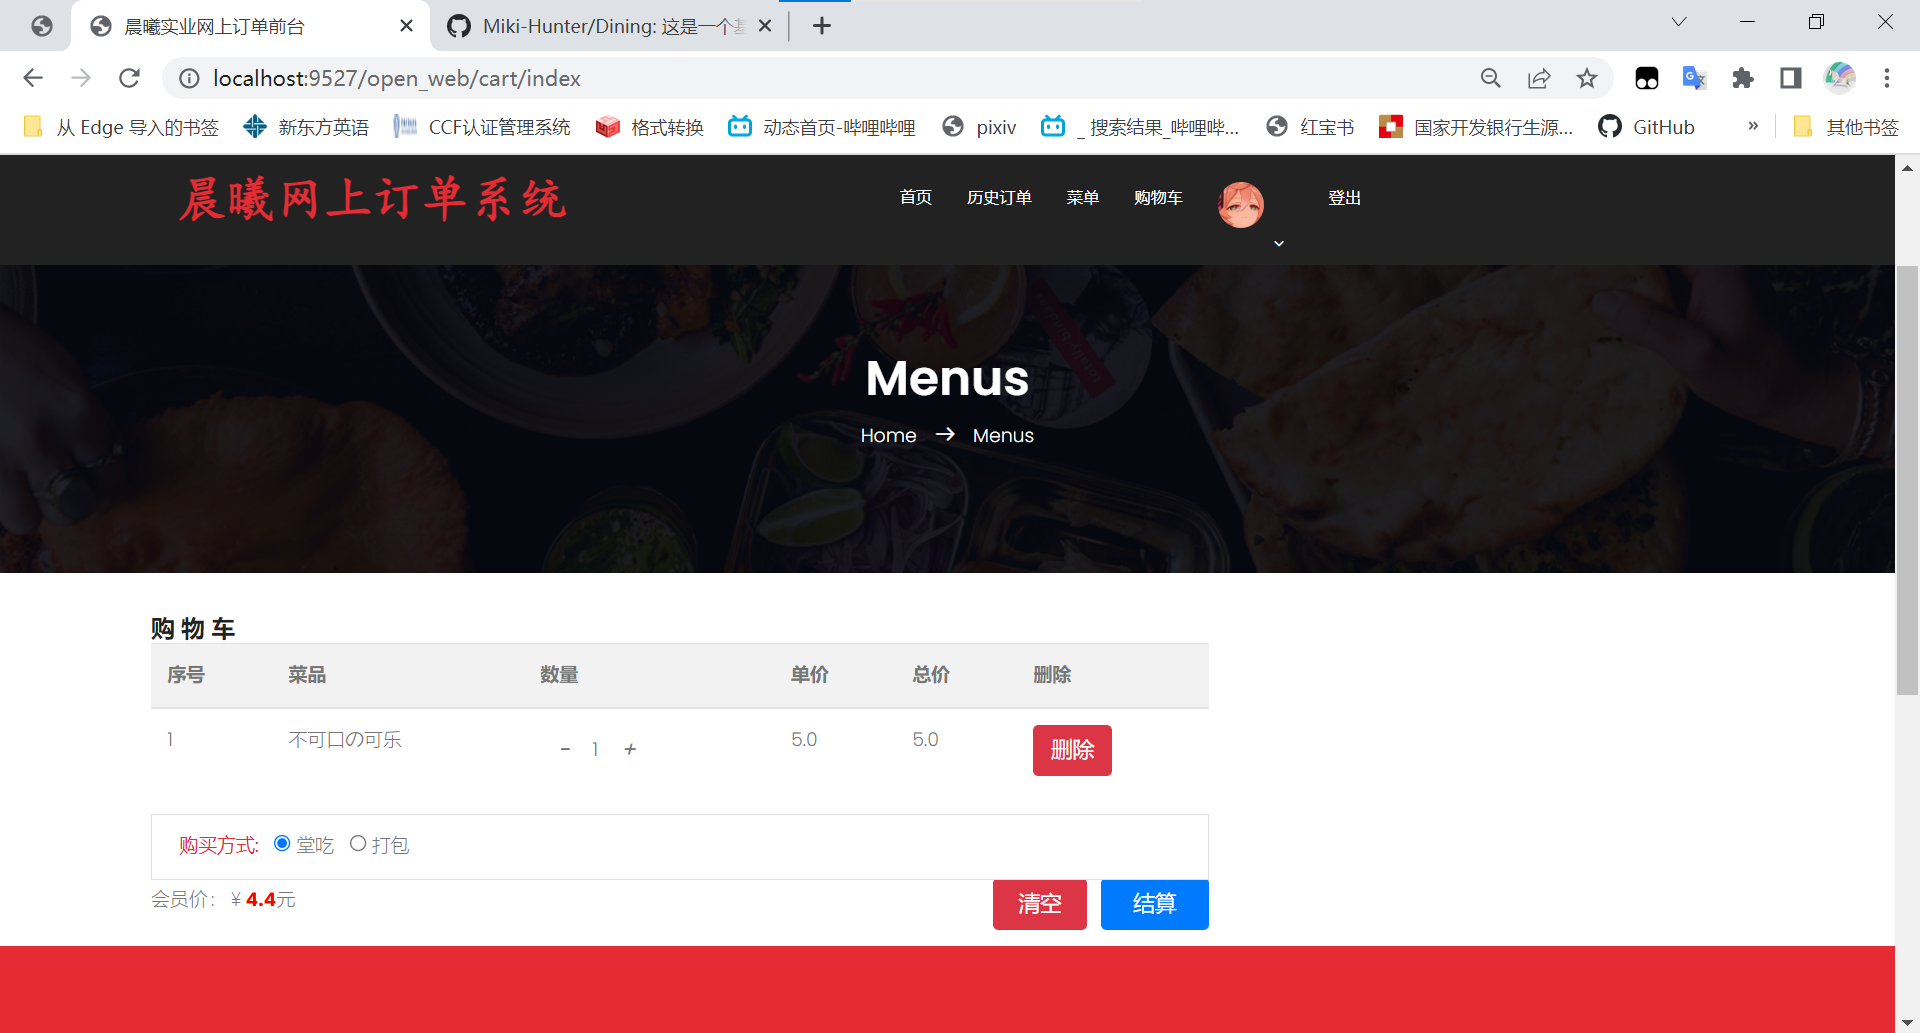 晨曦实业网上订单前台
Miki-Hunter/Dining: 这是一个基
localhost:9527/open_web/cart/index
从 Edge 导入的书签
新东方英语
CCF认证管理系统
格式转换
动态首页-哔哩哔哩
pixiv
_ 搜索结果_哔哩哔...
红宝书
国家开发银行生源...
GitHub
»
其他书签
晨曦网上订单系统
首页
历史订单
菜单
购物车
登出
Menus
Home → Menus
购 物 车
序号 菜品 数量 单价 总价 删除
1 不可口の可乐 - 1 + 5.0 5.0 删除
购买方式: 堂吃 打包
会员价: ¥ 4.4元
清空 结算